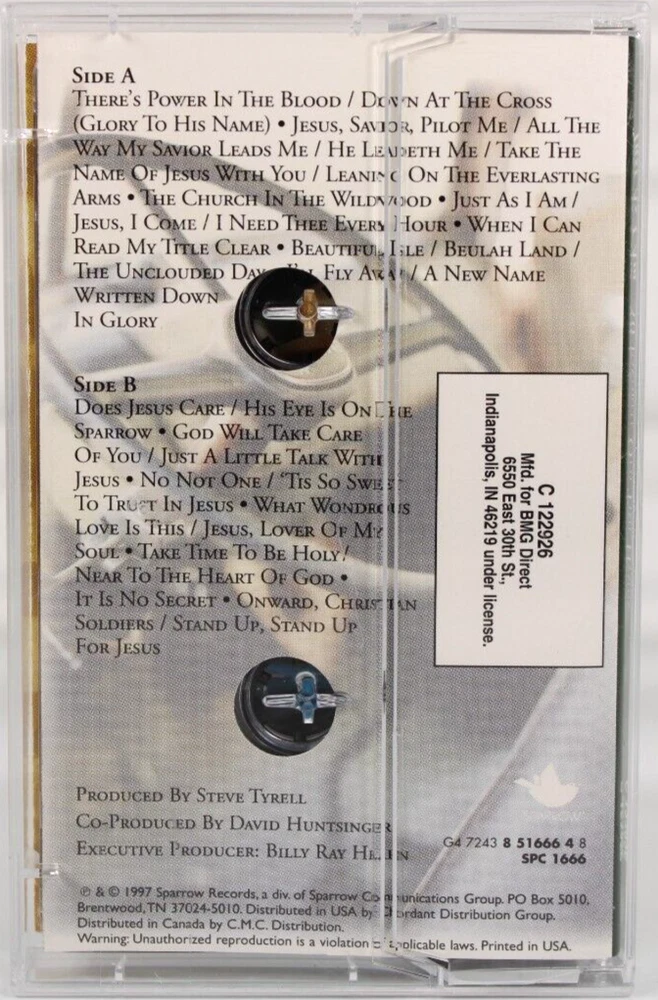 SIDE A
THERE'S POWER IN THE BLOOD / DOWN AT THE CROSS
(GLORY TO HIS NAME) • JESUS, SAVIOR, PILOT ME / ALL THE
WAY MY SAVIOR LEADS ME / HE LEADETH ME / TAKE THE
NAME OF JESUS WITH YOU / LEANING ON THE EVERLASTING
ARMS • THE CHURCH IN THE WILDWOOD • JUST AS I AM /
JESUS, I COME / I NEED THEE EVERY HOUR • WHEN I CAN
READ MY TITLE CLEAR • BEAUTIFUL ISLE / BEULAH LAND /
THE UNCLOUDED DAY I'LL FLY AWAY / A NEW NAME
WRITTEN DOWN
IN GLORY
SIDE B
DOES JESUS CARE / HIS EYE IS ON THE
SPARROW • GOD WILL TAKE CARE
OF YOU / JUST A LITTLE TALK WITH
JESUS • NO NOT ONE / 'TIS SO SWEET
TO TRUST IN JESUS • WHAT WONDROUS
LOVE IS THIS / JESUS, LOVER OF MY
SOUL • TAKE TIME TO BE HOLY /
NEAR TO THE HEART OF GOD •
IT IS NO SECRET • ONWARD, CHRISTIAN
SOLDIERS / STAND UP, STAND UP
FOR JESUS
C 122926
Mfd. for BMG Direct
6550 East 30th St.,
Indianapolis, IN 46219 under license.
PRODUCED BY STEVE TYRELL
CO-PRODUCED BY DAVID HUNTSINGER
EXECUTIVE PRODUCER: BILLY RAY HEARN
SPARROW
G4 7243 8 51666 4 8
SPC 1666
℗ & © 1997 Sparrow Records, a div. of Sparrow Communications Group. PO Box 5010,
Brentwood, TN 37024-5010. Distributed in USA by Chordant Distribution Group.
Distributed in Canada by C.M.C. Distribution.
Warning: Unauthorized reproduction is a violation of applicable laws. Printed in USA.